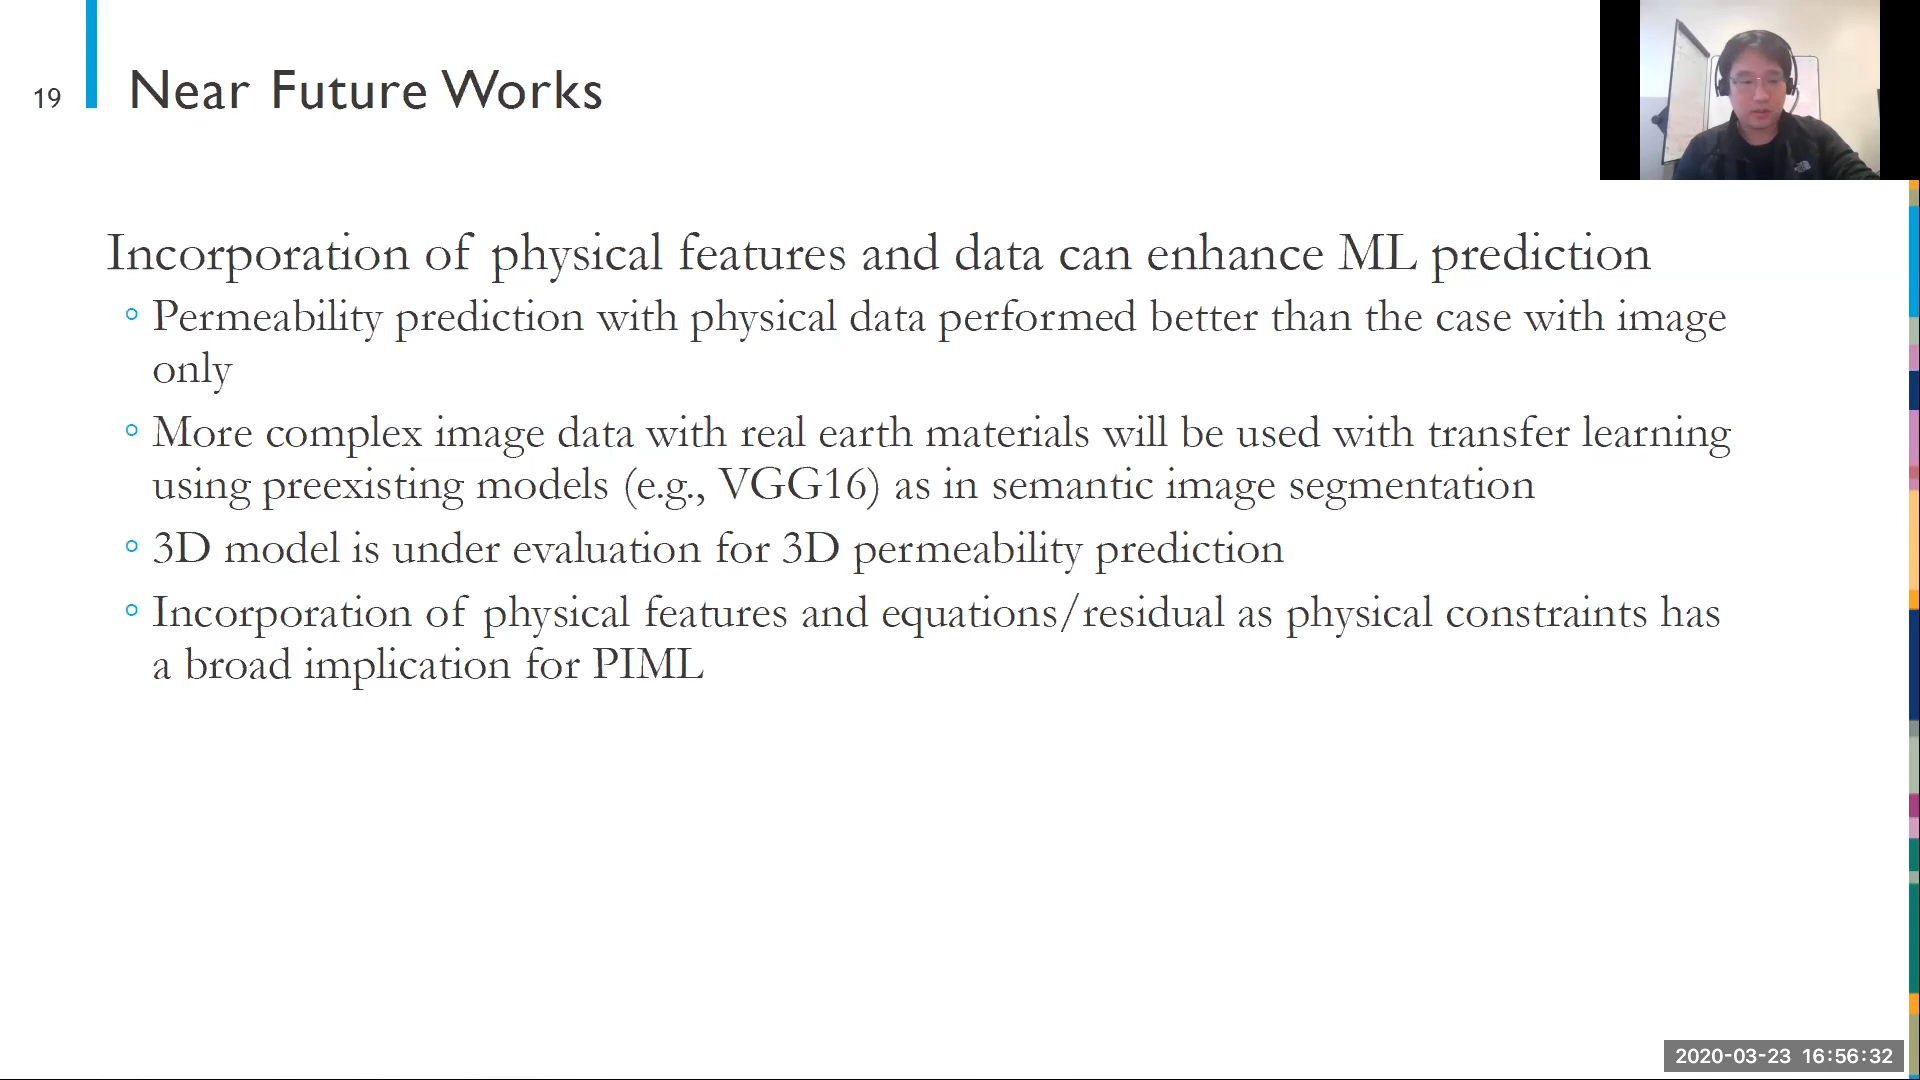 19
Near Future Works
Incorporation of physical features and data can enhance ML prediction
Permeability prediction with physical data performed better than the case with image
only
More complex image data with real earth materials will be used with transfer learning
using preexisting models (e.g., VGG16) as in semantic image segmentation
3D model is under evaluation for 3D permeability prediction
Incorporation of physical features and equations/residual as physical constraints has
a broad implication for PIML
2020-03-23 16:56:32